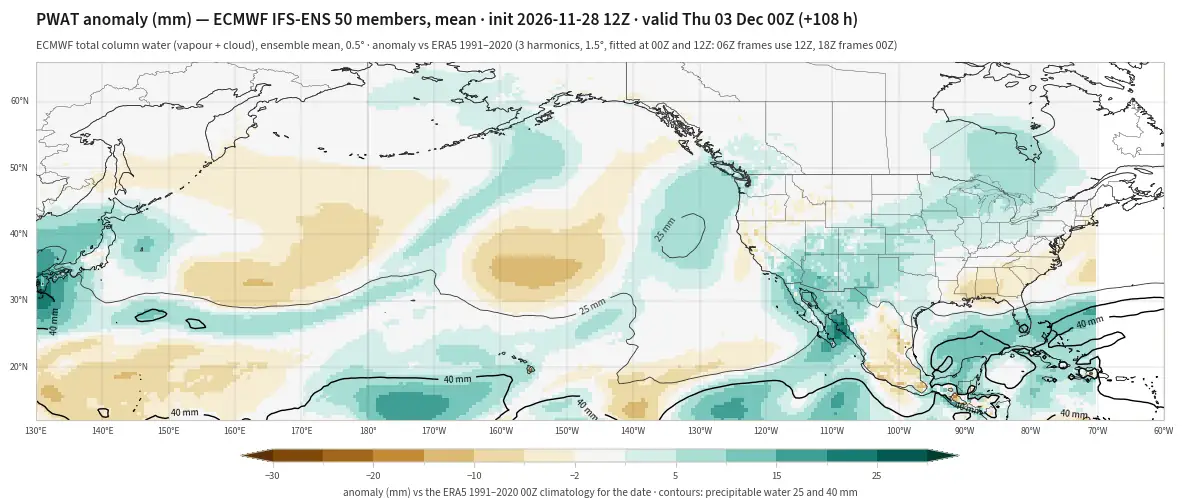 PWAT anomaly (mm) — ECMWF IFS-ENS 50 members, mean · init 2026-11-28 12Z · valid Thu 03 Dec 00Z (+108 h)
ECMWF total column water (vapour + cloud), ensemble mean, 0.5° · anomaly vs ERA5 1991–2020 (3 harmonics, 1.5°, fitted at 00Z and 12Z: 06Z frames use 12Z, 18Z frames 00Z)
60°N
50°N
40°N
30°N
20°N
25 mm
25 mm
40 mm
40 mm
40 mm
40 mm
40 mm
40 mm
40 mm
130°E 140°E 150°E 160°E 170°E 180° 170°W 160°W 150°W 140°W 130°W 120°W 110°W 100°W 90°W 80°W 70°W 60°W
−30 −20 −10 −2 5 15 25
anomaly (mm) vs the ERA5 1991–2020 00Z climatology for the date · contours: precipitable water 25 and 40 mm